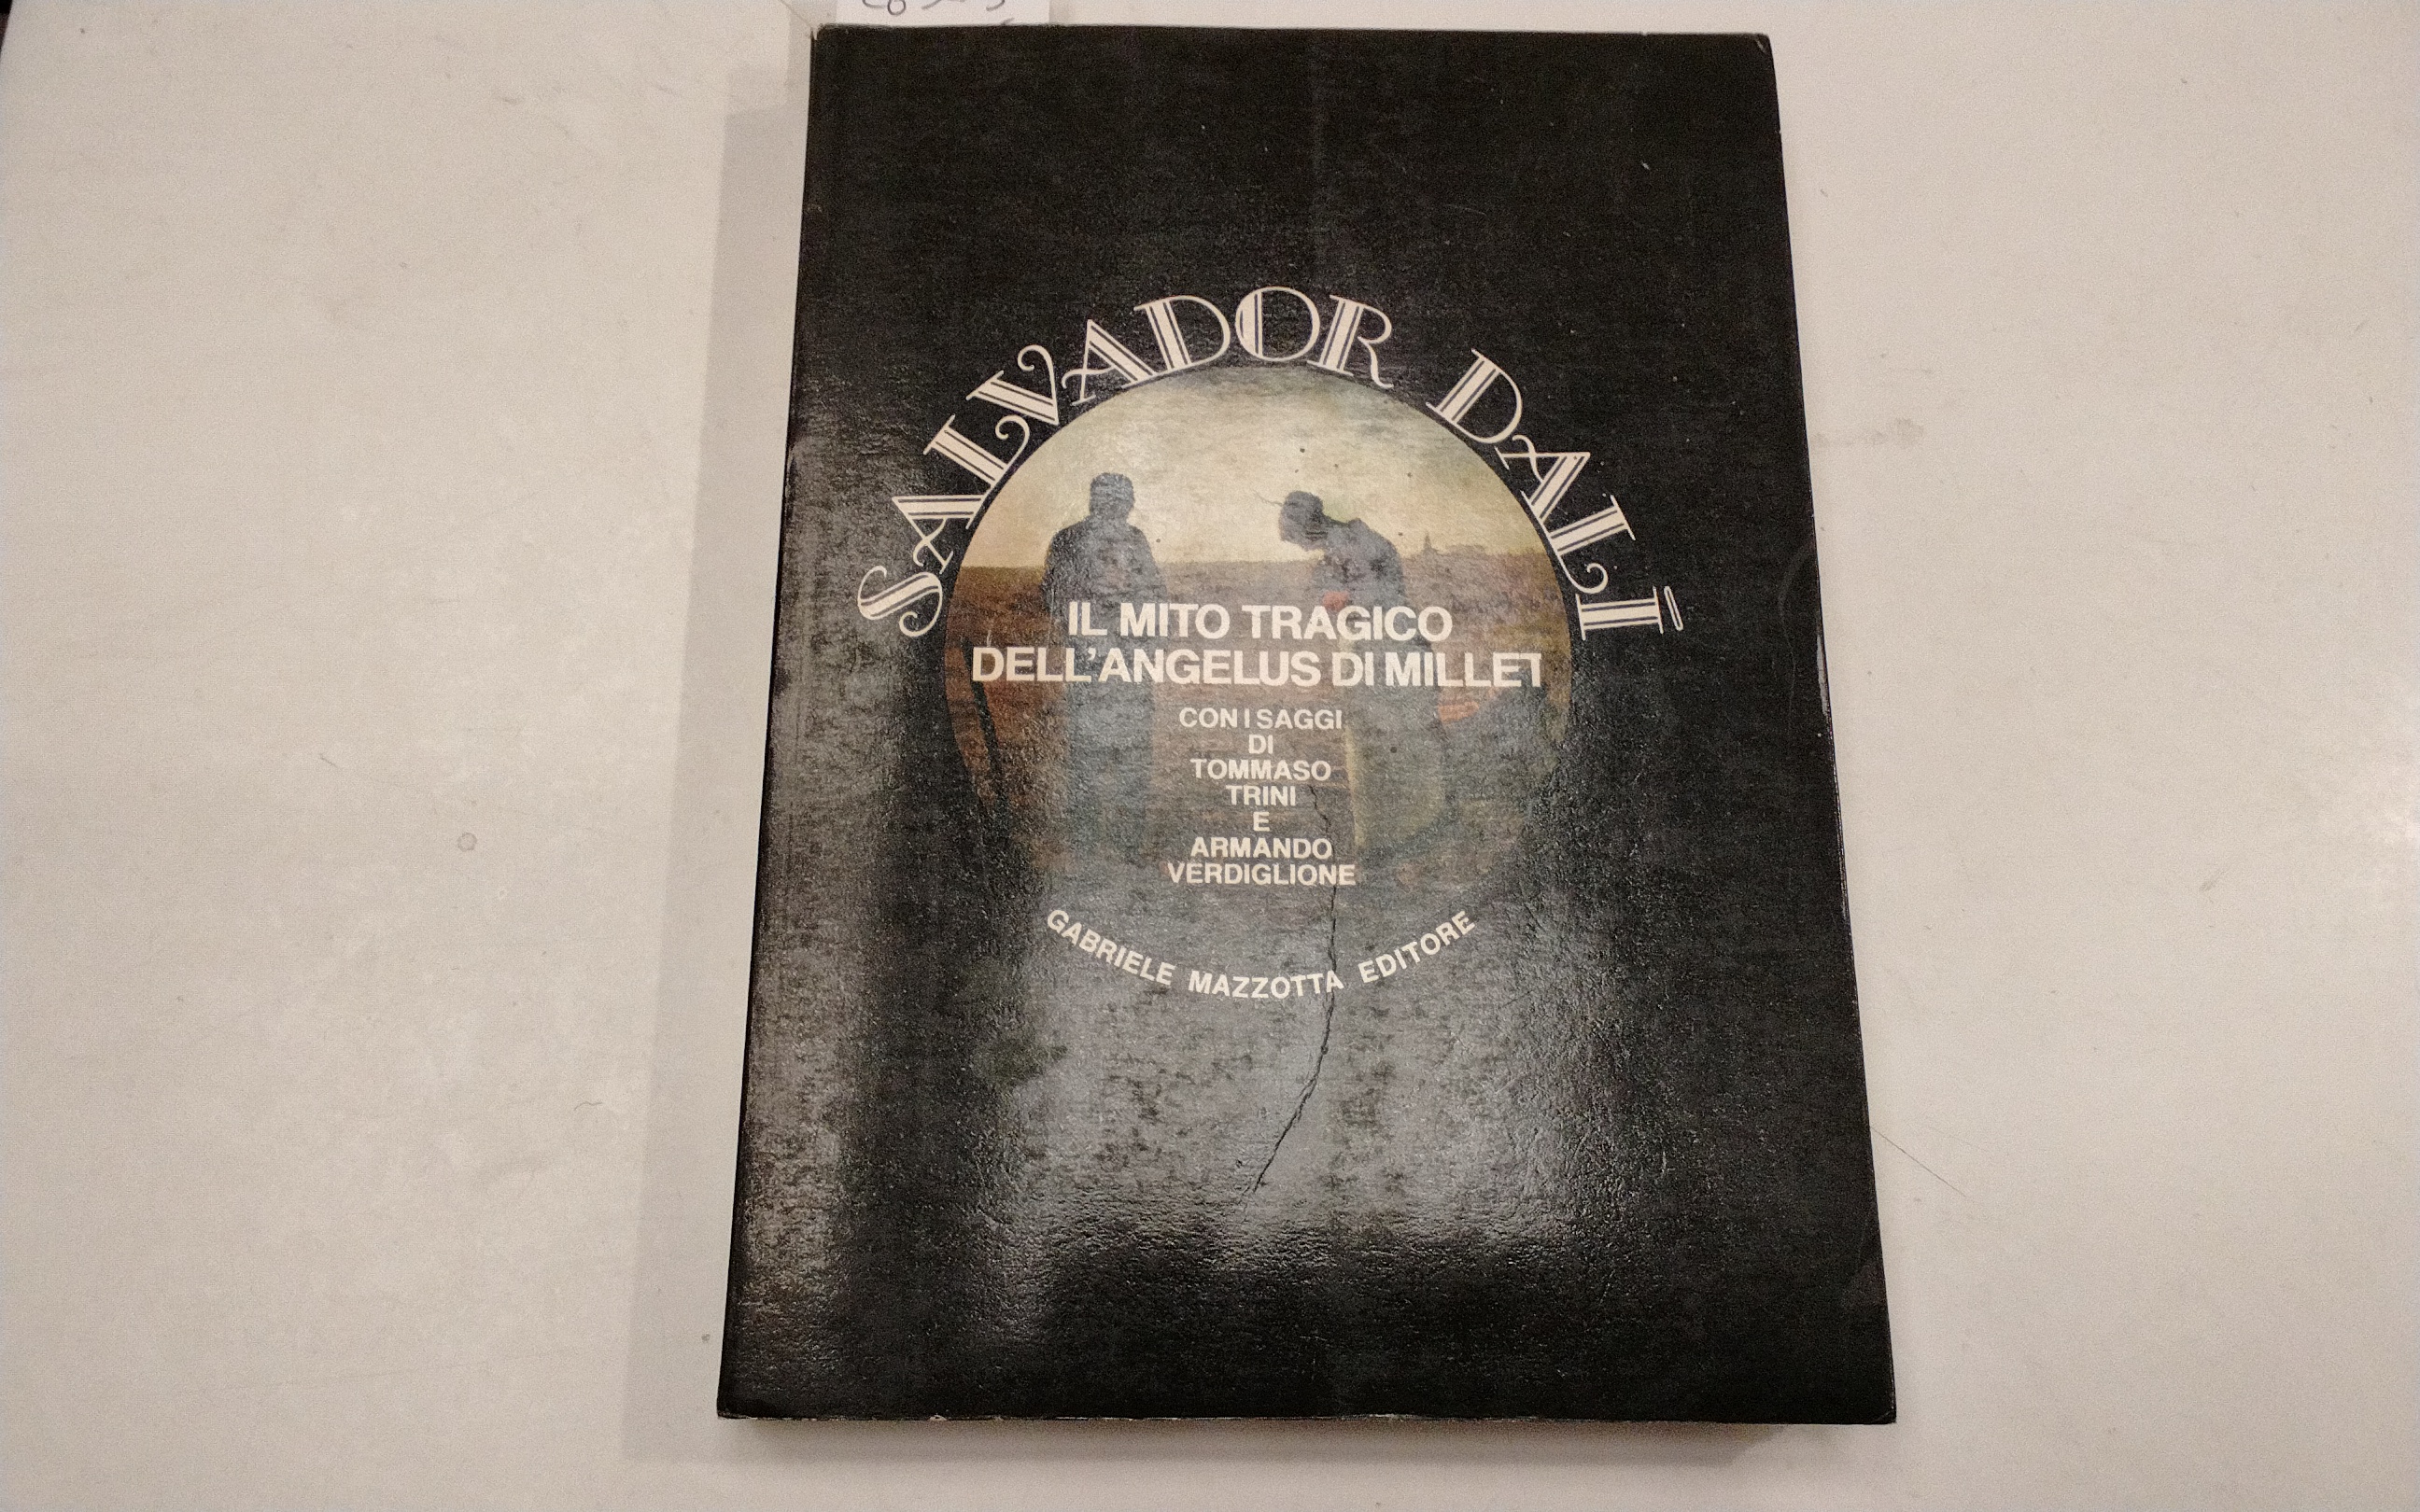 SALVADOR DALÍ
IL MITO TRAGICO
DELL'ANGELUS DI MILLET
CON I SAGGI
DI
TOMMASO
TRINI
E
ARMANDO
VERDIGLIONE
GABRIELE MAZZOTTA EDITORE